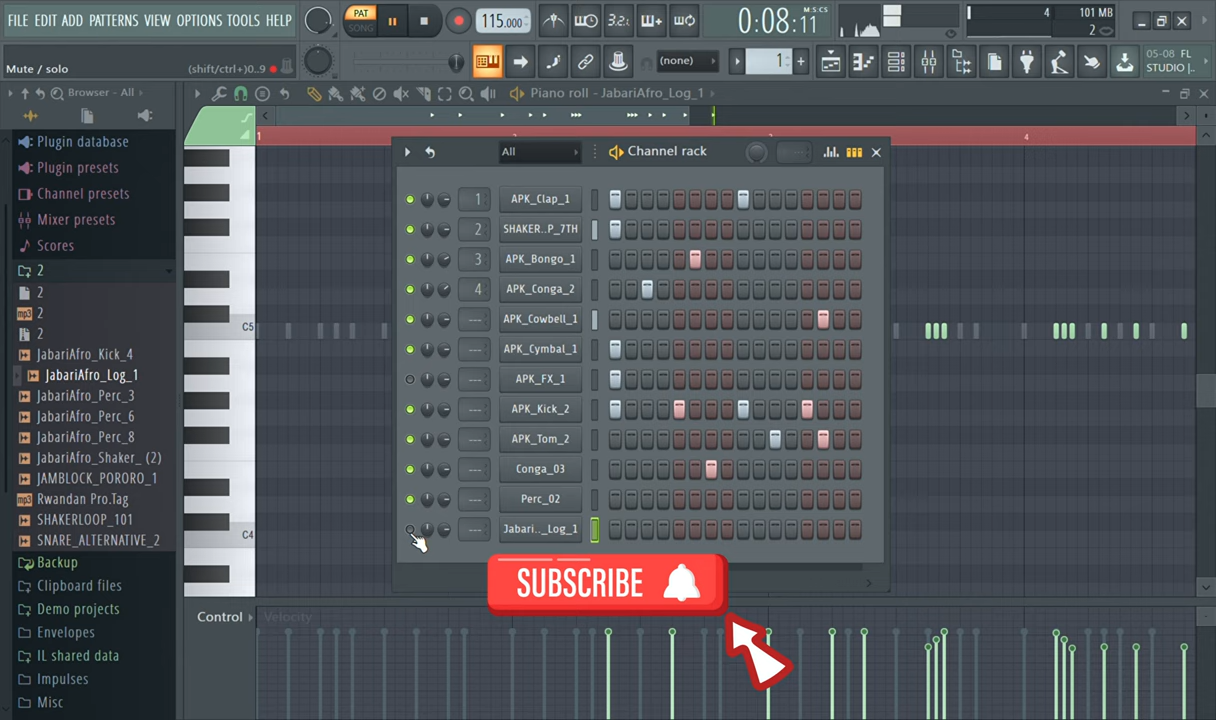 FILE EDIT ADD PATTERNS VIEW OPTIONS TOOLS HELP
PAT
SONG
115.000
3.2
M:S:CS
0:08:11
4
101 MB
2
Mute / solo
(shift/ctrl+)0..9
(none)
1
05-08 FL
STUDIO |..
Browser - All
Piano roll - JabariAfro_Log_1
Plugin database
Plugin presets
Channel presets
Mixer presets
Scores
2
2
2
2
JabariAfro_Kick_4
JabariAfro_Log_1
JabariAfro_Perc_3
JabariAfro_Perc_6
JabariAfro_Perc_8
JabariAfro_Shaker_ (2)
JAMBLOCK_PORORO_1
Rwandan Pro.Tag
SHAKERLOOP_101
SNARE_ALTERNATIVE_2
Backup
Clipboard files
Demo projects
Envelopes
IL shared data
Impulses
Misc
1
4
C5
C4
All
Channel rack
1 APK_Clap_1
2 SHAKER..P_7TH
3 APK_Bongo_1
4 APK_Conga_2
--- APK_Cowbell_1
--- APK_Cymbal_1
--- APK_FX_1
--- APK_Kick_2
--- APK_Tom_2
--- Conga_03
--- Perc_02
--- Jabari.._Log_1
SUBSCRIBE
Control
Velocity